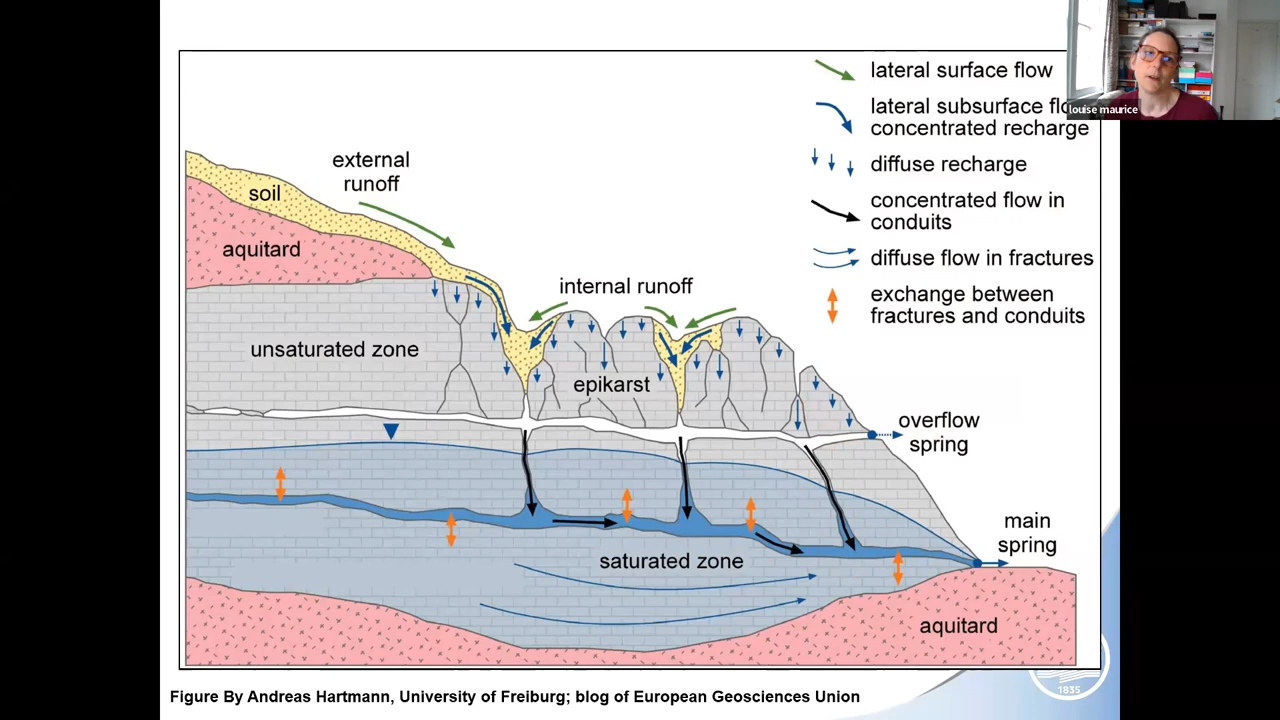 lateral surface flow
lateral subsurface
concentrated recharge
diffuse recharge
concentrated flow in
conduits
diffuse flow in fractures
exchange between
fractures and conduits
louise maurice
external
runoff
soil
aquitard
internal runoff
unsaturated zone
epikarst
overflow
spring
main
spring
saturated zone
aquitard
1835
Figure By Andreas Hartmann, University of Freiburg; blog of European Geosciences Union